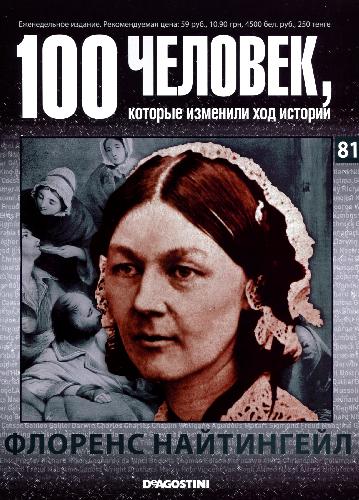 Еженедельное издание. Рекомендуемая цена: 59 руб., 10,90 грн, 4500 бел. руб., 250 тенге
100 ЧЕЛОВЕК,
которые изменили ход истории
81
ФЛОРЕНС НАЙТИНГЕЙЛ
DeAGOSTINI